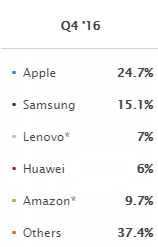 Q4 '16
Apple 24.7%
Samsung 15.1%
Lenovo* 7%
Huawei 6%
Amazon* 9.7%
Others 37.4%